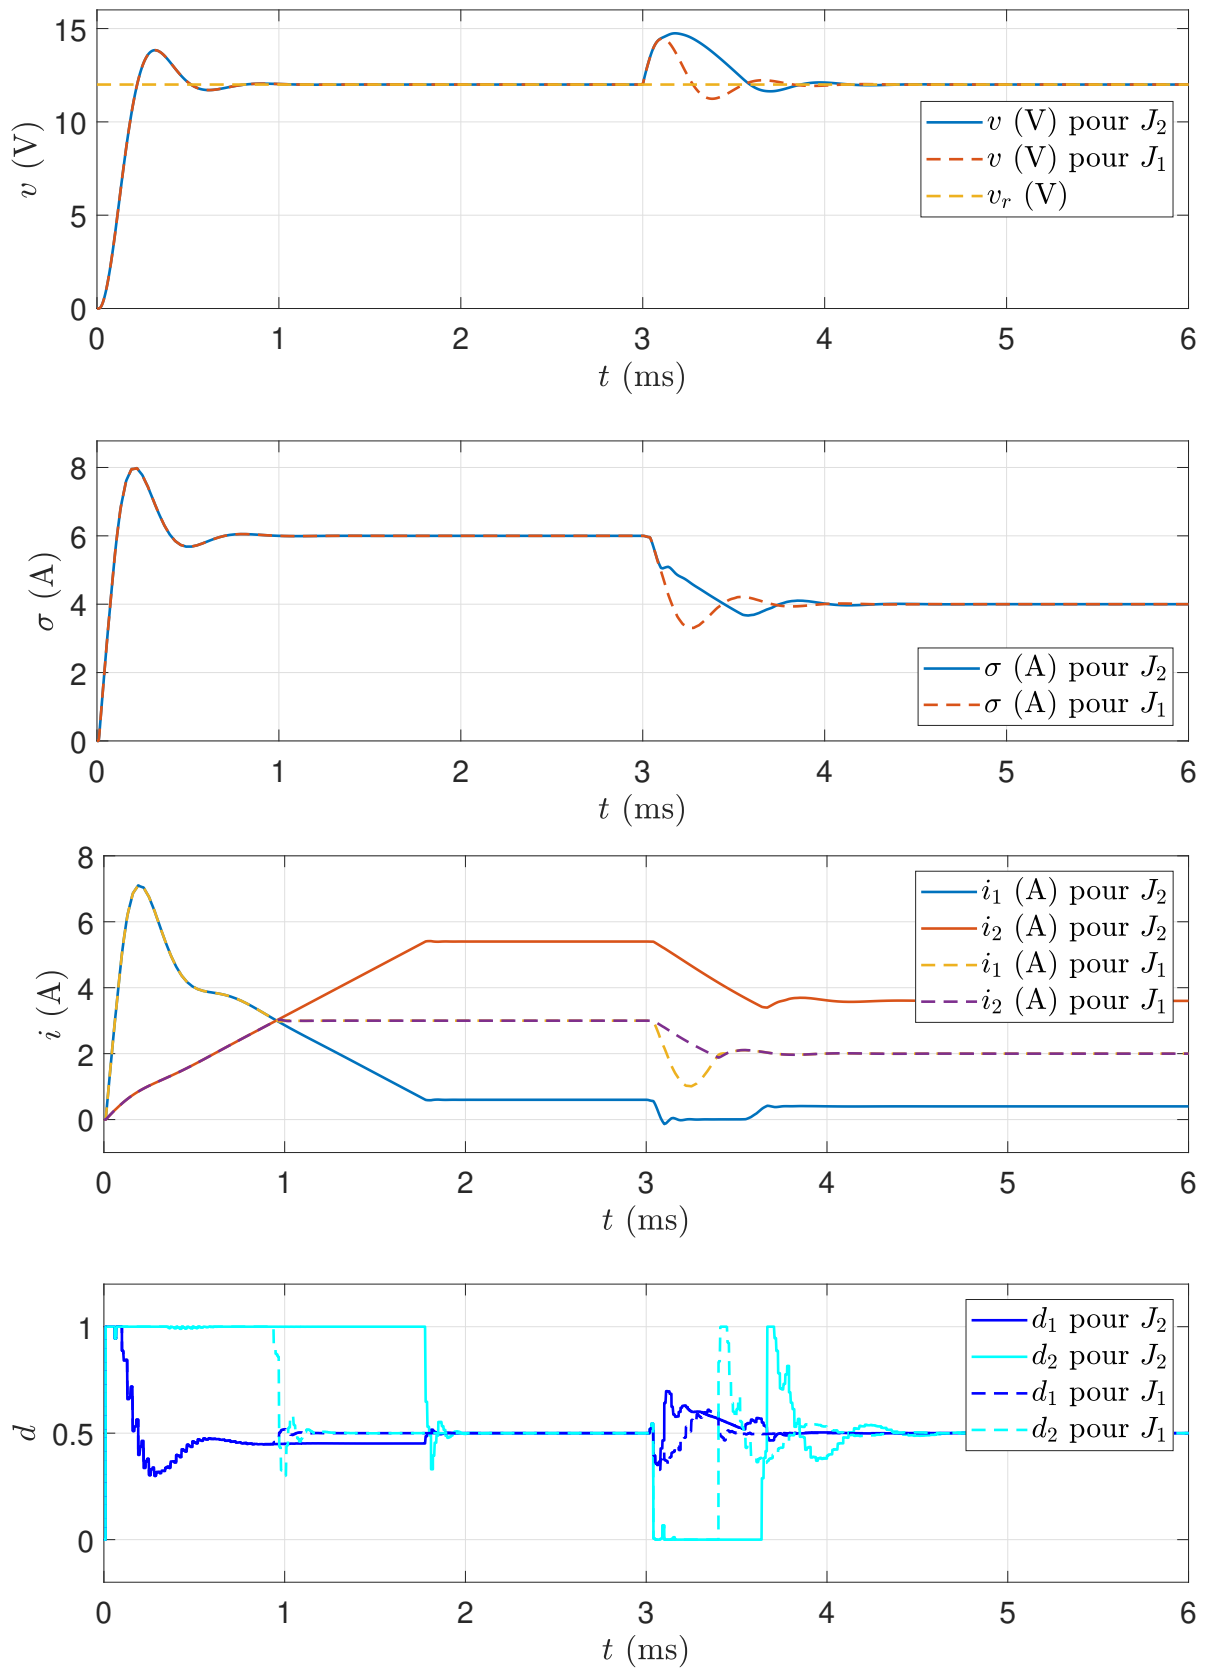 15
10
5
0
v (V)
v (V) pour J₂
v (V) pour J₁
vᵣ (V)
0 1 2 3 4 5 6
t (ms)
8
6
4
2
0
σ (A)
σ (A) pour J₂
σ (A) pour J₁
0 1 2 3 4 5 6
t (ms)
8
6
4
2
0
i (A)
i₁ (A) pour J₂
i₂ (A) pour J₂
i₁ (A) pour J₁
i₂ (A) pour J₁
0 1 2 3 4 5 6
t (ms)
1
0.5
0
d
d₁ pour J₂
d₂ pour J₂
d₁ pour J₁
d₂ pour J₁
0 1 2 3 4 5 6
t (ms)